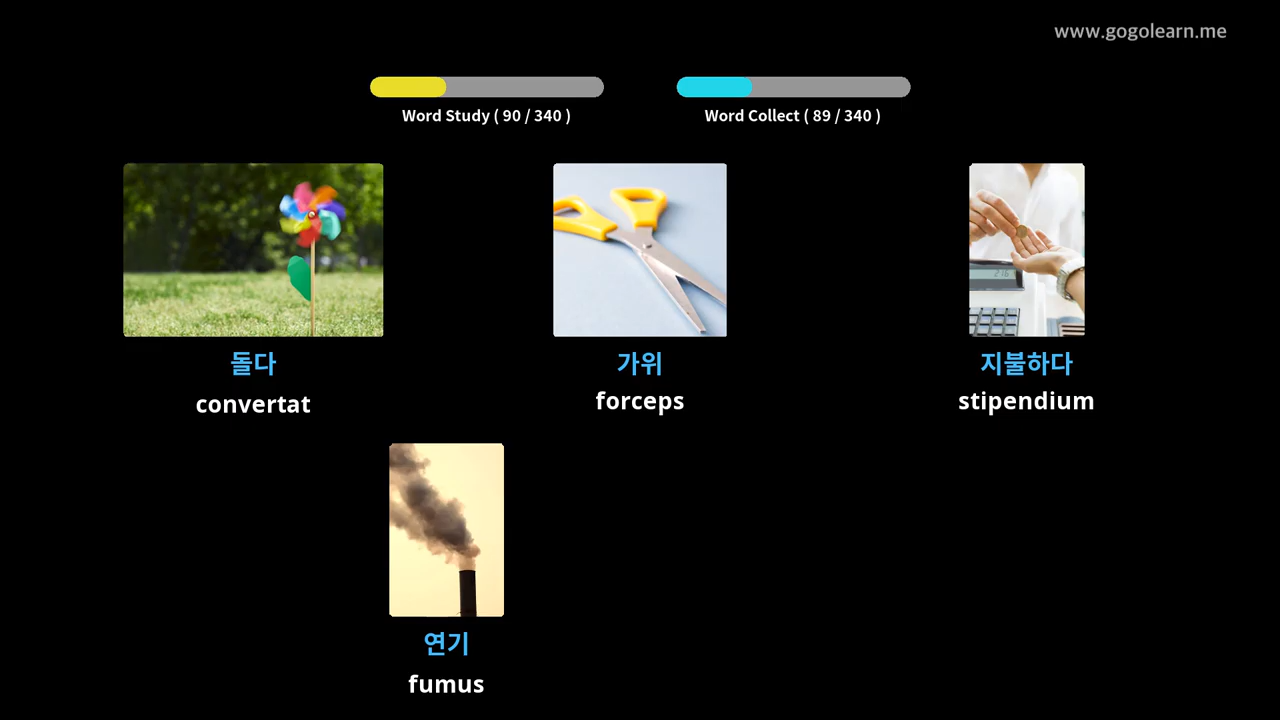 www.gogolearn.me
Word Study ( 90 / 340 )
Word Collect ( 89 / 340 )
돌다
convertat
가위
forceps
지불하다
stipendium
연기
fumus